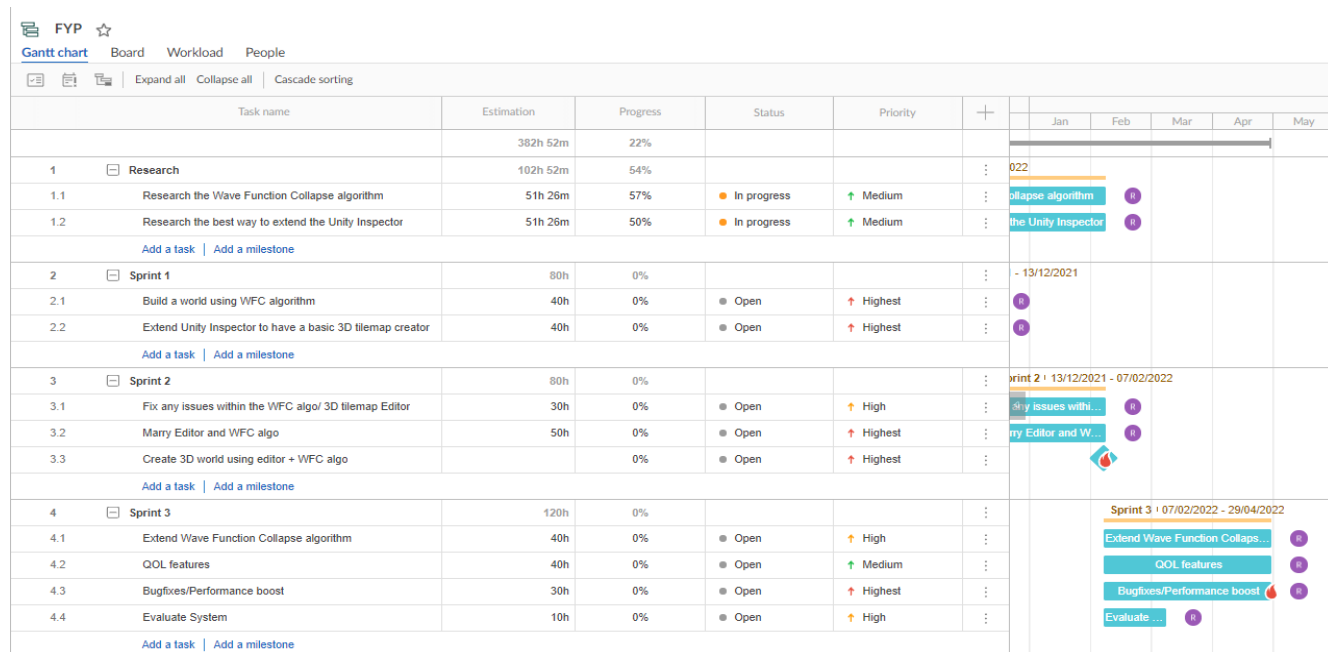 FYP
Gantt chart Board Workload People
Expand all Collapse all Cascade sorting
Task name Estimation Progress Status Priority Jan Feb Mar Apr May
382h 52m 22%
1 Research 102h 52m 54% 022
1.1 Research the Wave Function Collapse algorithm 51h 26m 57% In progress Medium ollapse algorithm R
1.2 Research the best way to extend the Unity Inspector 51h 26m 50% In progress Medium the Unity Inspector R
Add a task | Add a milestone
2 Sprint 1 80h 0% - 13/12/2021
2.1 Build a world using WFC algorithm 40h 0% Open Highest R
2.2 Extend Unity Inspector to have a basic 3D tilemap creator 40h 0% Open Highest R
Add a task | Add a milestone
3 Sprint 2 80h 0% print 2 13/12/2021 - 07/02/2022
3.1 Fix any issues within the WFC algo/ 3D tilemap Editor 30h 0% Open High any issues withi... R
3.2 Marry Editor and WFC algo 50h 0% Open Highest rry Editor and W... R
3.3 Create 3D world using editor + WFC algo 0% Open Highest
Add a task | Add a milestone
4 Sprint 3 120h 0% Sprint 3 07/02/2022 - 29/04/2022
4.1 Extend Wave Function Collapse algorithm 40h 0% Open High Extend Wave Function Collaps... R
4.2 QOL features 40h 0% Open Medium QOL features R
4.3 Bugfixes/Performance boost 30h 0% Open Highest Bugfixes/Performance boost R
4.4 Evaluate System 10h 0% Open High Evaluate ... R
Add a task | Add a milestone